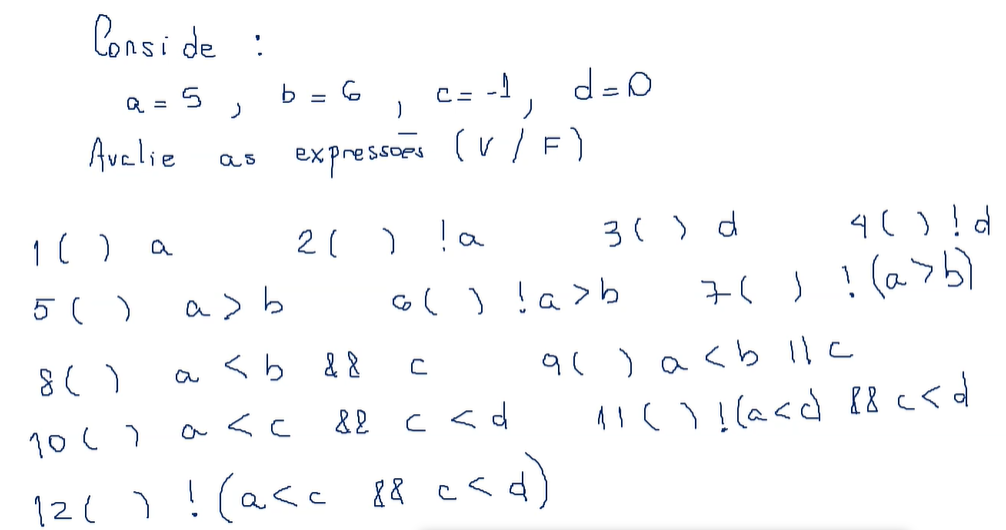 Conside :
a = 5 , b = 6 , c = -1 , d = 0
Avalie as expressões (V / F)
1 ( ) a 2 ( ) !a 3 ( ) d 4 ( ) !d
5 ( ) a > b 6 ( ) !a > b 7 ( ) !(a > b)
8 ( ) a < b && c 9 ( ) a < b || c
10 ( ) a < c && c < d 11 ( ) !(a < c) && c < d
12 ( ) !(a < c && c < d)